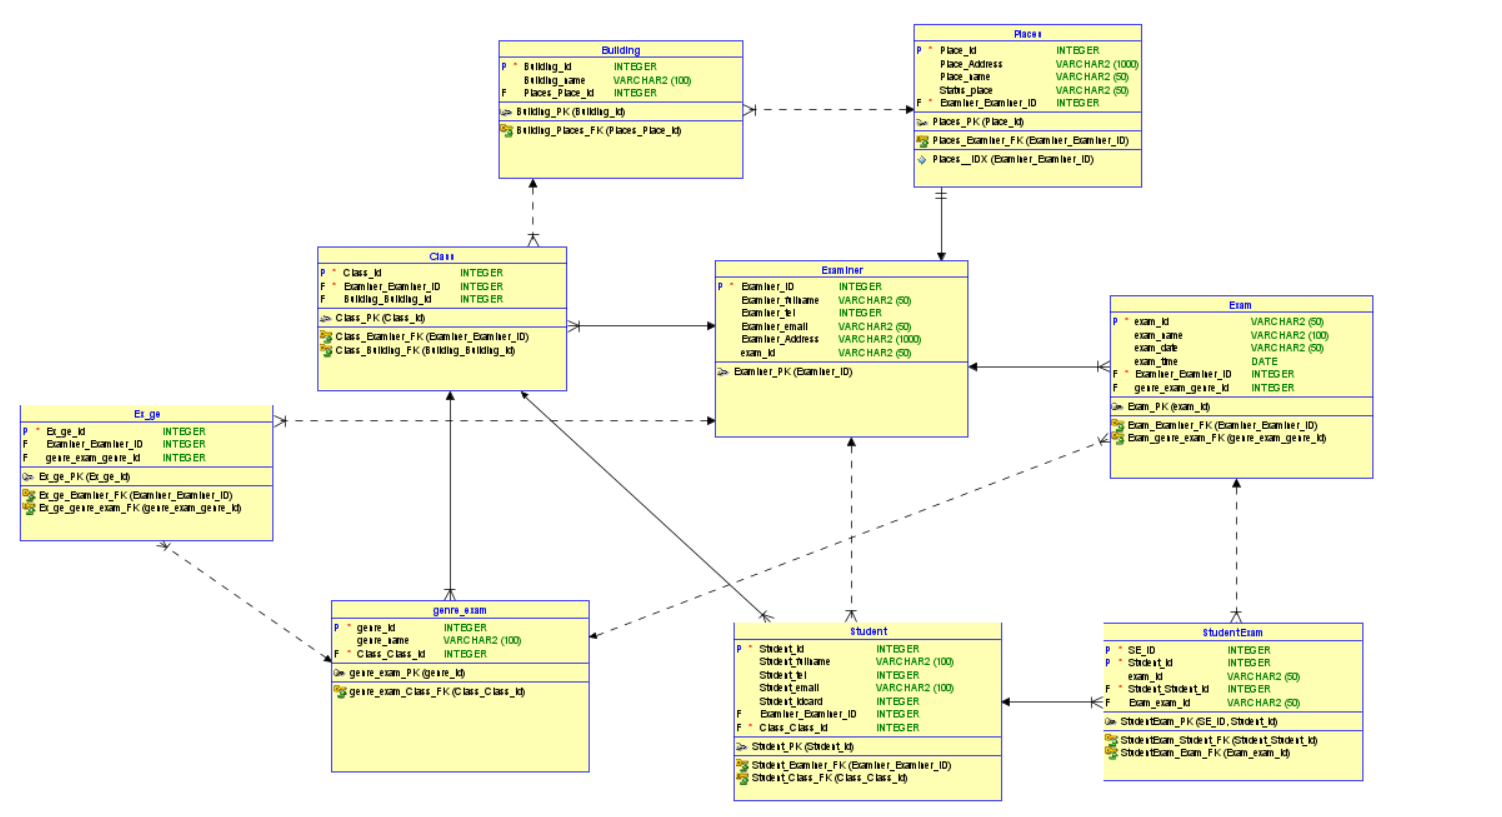 Building
P * Building_Id INTEGER
Building_name VARCHAR2 (100)
F Places_Place_Id INTEGER
Building_PK (Building_Id)
Building_Places_FK (Places_Place_Id)
Places
P * Place_Id INTEGER
Place_Address VARCHAR2 (1000)
Place_name VARCHAR2 (50)
Status_place VARCHAR2 (50)
F * Examiner_Examiner_ID INTEGER
Places_PK (Place_Id)
Places_Examiner_FK (Examiner_Examiner_ID)
Places__IDX (Examiner_Examiner_ID)
Class
P * Class_Id INTEGER
F * Examiner_Examiner_ID INTEGER
F Building_Building_Id INTEGER
Class_PK (Class_Id)
Class_Examiner_FK (Examiner_Examiner_ID)
Class_Building_FK (Building_Building_Id)
Examiner
P * Examiner_ID INTEGER
Examiner_fullname VARCHAR2 (50)
Examiner_tel INTEGER
Examiner_email VARCHAR2 (50)
Examiner_Address VARCHAR2 (1000)
exam_id VARCHAR2 (50)
Examiner_PK (Examiner_ID)
Exam
P * exam_id VARCHAR2 (50)
exam_name VARCHAR2 (100)
exam_date VARCHAR2 (50)
exam_time DATE
F * Examiner_Examiner_ID INTEGER
F genre_exam_genre_id INTEGER
Exam_PK (exam_id)
Exam_Examiner_FK (Examiner_Examiner_ID)
Exam_genre_exam_FK (genre_exam_genre_id)
Ex_ge
P * Ex_ge_id INTEGER
F Examiner_Examiner_ID INTEGER
F genre_exam_genre_id INTEGER
Ex_ge_PK (Ex_ge_id)
Ex_ge_Examiner_FK (Examiner_Examiner_ID)
Ex_ge_genre_exam_FK (genre_exam_genre_id)
genre_exam
P * genre_id INTEGER
genre_name VARCHAR2 (100)
F * Class_Class_Id INTEGER
genre_exam_PK (genre_id)
genre_exam_Class_FK (Class_Class_Id)
Student
P * Student_id INTEGER
Student_fullname VARCHAR2 (100)
Student_tel INTEGER
Student_email VARCHAR2 (100)
Student_idcard INTEGER
F Examiner_Examiner_ID INTEGER
F * Class_Class_Id INTEGER
Student_PK (Student_id)
Student_Examiner_FK (Examiner_Examiner_ID)
Student_Class_FK (Class_Class_Id)
StudentExam
P * SE_ID INTEGER
P * Student_id INTEGER
exam_id VARCHAR2 (50)
F * Student_Student_id INTEGER
F Exam_exam_id VARCHAR2 (50)
StudentExam_PK (SE_ID, Student_id)
StudentExam_Student_FK (Student_Student_id)
StudentExam_Exam_FK (Exam_exam_id)